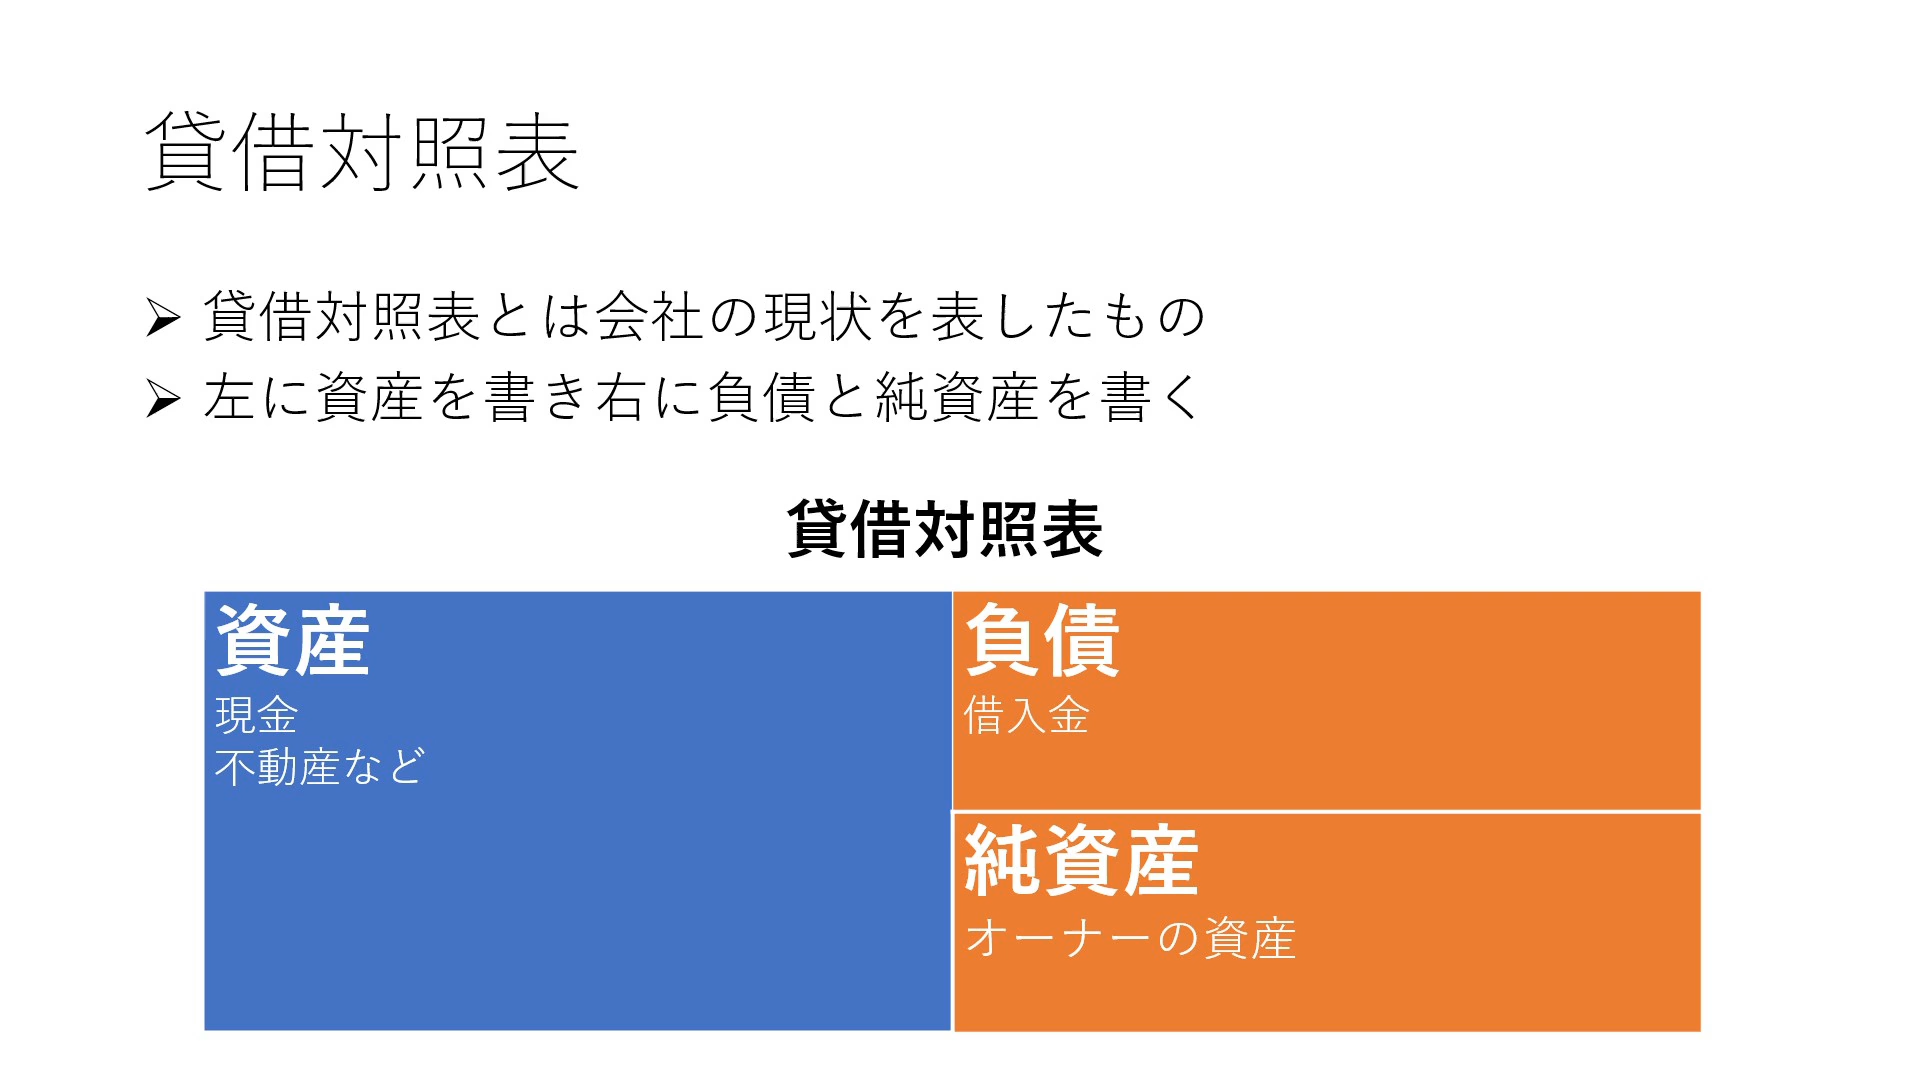 貸借対照表
➢ 貸借対照表とは会社の現状を表したもの
➢ 左に資産を書き右に負債と純資産を書く
貸借対照表
資産
現金
不動産など
負債
借入金
純資産
オーナーの資産